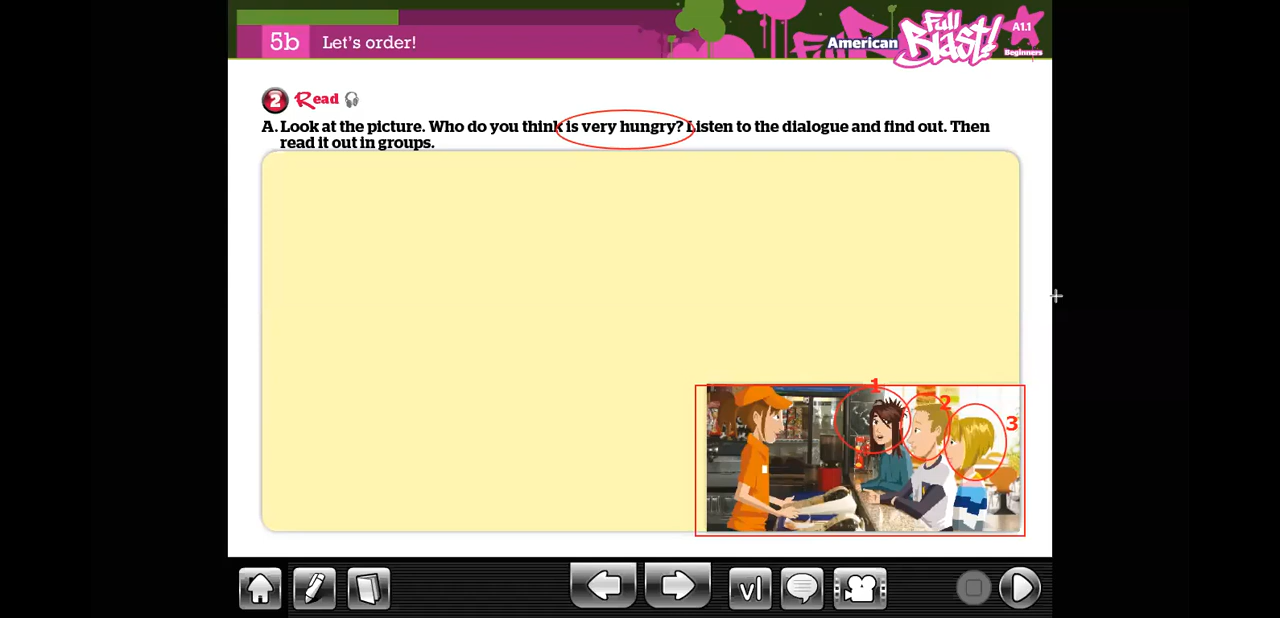 5b Let's order!
American Full Blast! A1.1 Beginners
2 Read
A. Look at the picture. Who do you think is very hungry? Listen to the dialogue and find out. Then
read it out in groups.
1
2
3